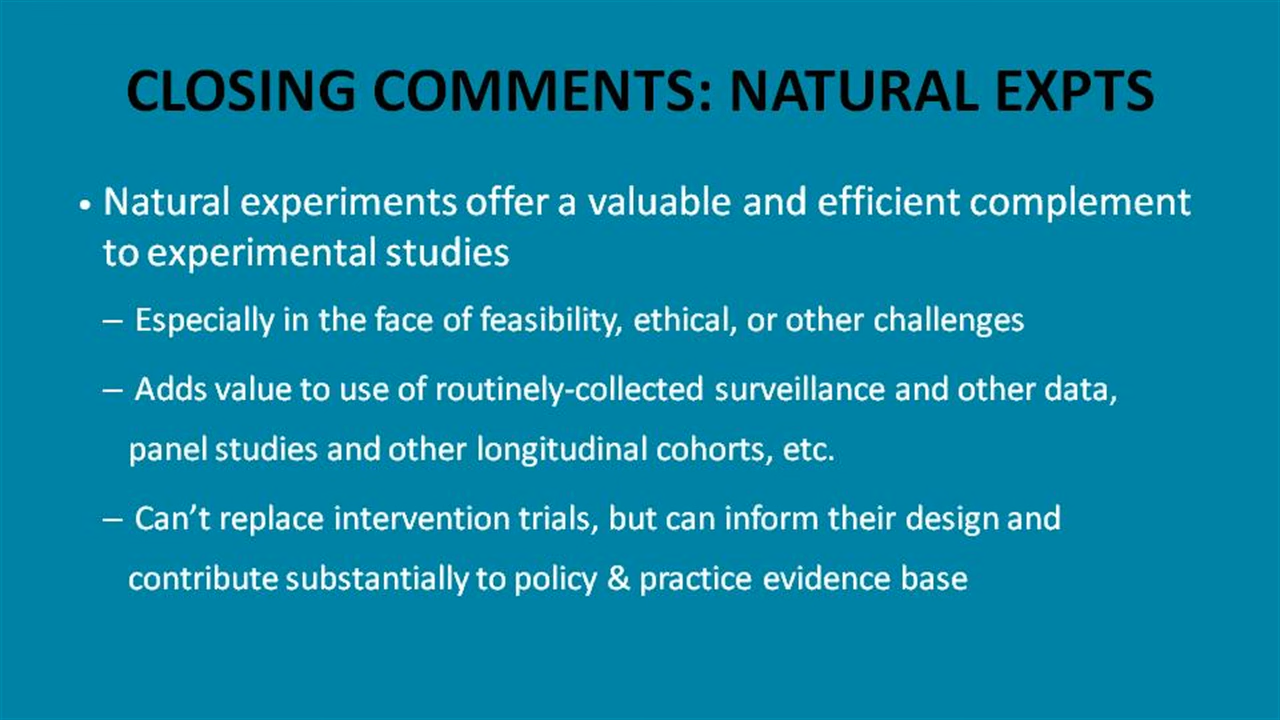 CLOSING COMMENTS: NATURAL EXPTS
• Natural experiments offer a valuable and efficient complement
to experimental studies
– Especially in the face of feasibility, ethical, or other challenges
– Adds value to use of routinely-collected surveillance and other data,
panel studies and other longitudinal cohorts, etc.
– Can’t replace intervention trials, but can inform their design and
contribute substantially to policy & practice evidence base